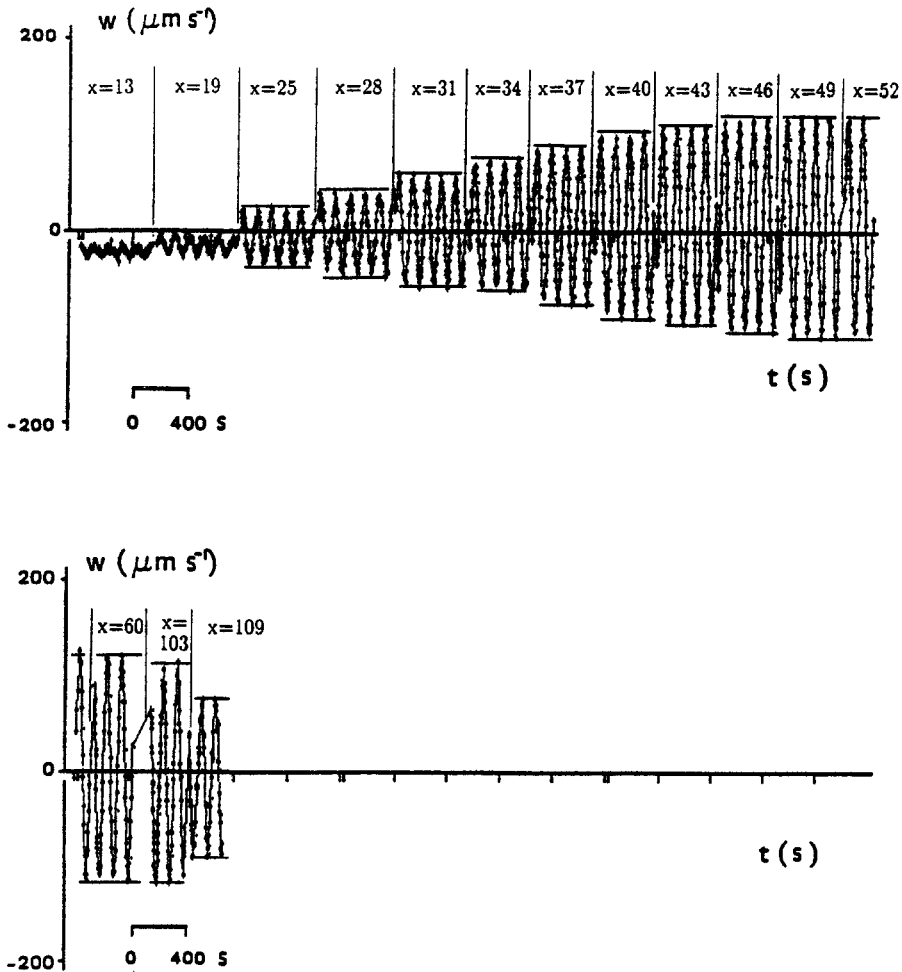 w (μm s⁻¹)
200
x=13 x=19 x=25 x=28 x=31 x=34 x=37 x=40 x=43 x=46 x=49 x=52
0
t (s)
0 400 S
-200
w (μm s⁻¹)
200
x=60 x=103 x=109
0
t (s)
0 400 S
-200